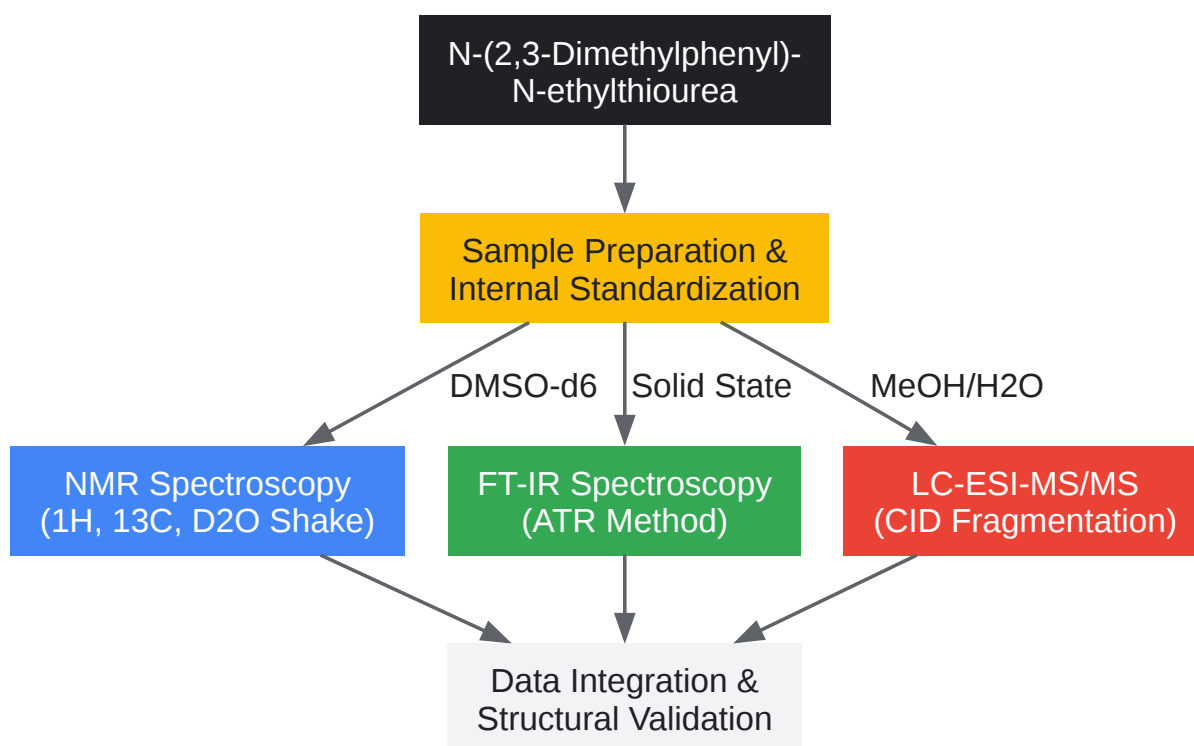 N-(2,3-Dimethylphenyl)-
N-ethylthiourea
Sample Preparation &
Internal Standardization
DMSO-d6
Solid State
MeOH/H2O
NMR Spectroscopy
(1H, 13C, D2O Shake)
FT-IR Spectroscopy
(ATR Method)
LC-ESI-MS/MS
(CID Fragmentation)
Data Integration &
Structural Validation